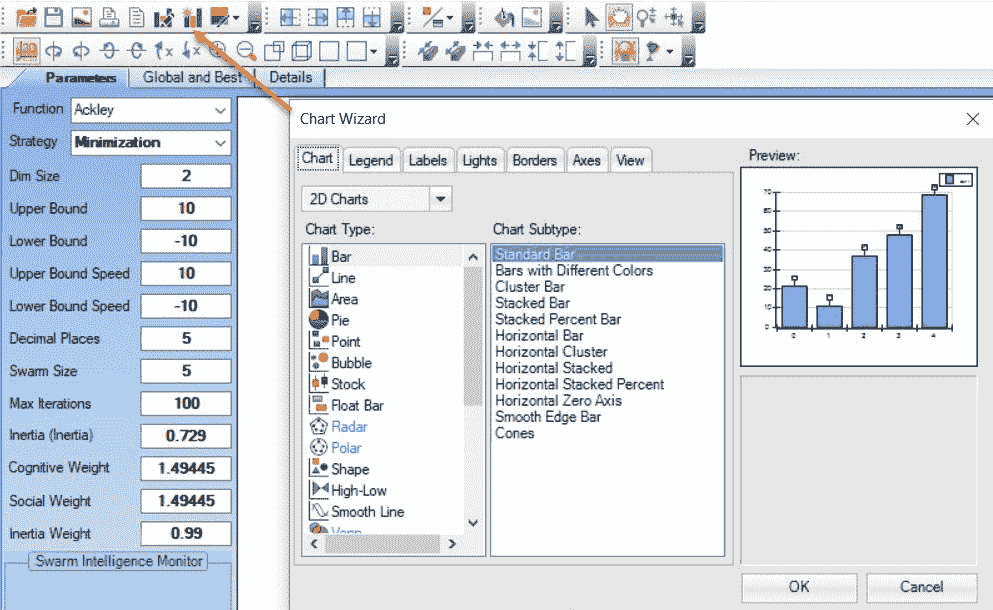 Parameters Global and Best Details
Function Ackley
Strategy Minimization
Dim Size 2
Upper Bound 10
Lower Bound -10
Upper Bound Speed 10
Lower Bound Speed -10
Decimal Places 5
Swarm Size 5
Max Iterations 100
Inertia (Inertia) 0.729
Cognitive Weight 1.49445
Social Weight 1.49445
Inertia Weight 0.99
Swarm Intelligence Monitor
Chart Wizard
Chart Legend Labels Lights Borders Axes View
2D Charts
Chart Type:
Bar
Line
Area
Pie
Point
Bubble
Stock
Float Bar
Radar
Polar
Shape
High-Low
Smooth Line
Venn
Chart Subtype:
Standard Bar
Bars with Different Colors
Cluster Bar
Stacked Bar
Stacked Percent Bar
Horizontal Bar
Horizontal Cluster
Horizontal Stacked
Horizontal Stacked Percent
Horizontal Zero Axis
Smooth Edge Bar
Cones
Preview:
70
60
50
40
30
20
10
0
0 1 2 3 4
OK Cancel